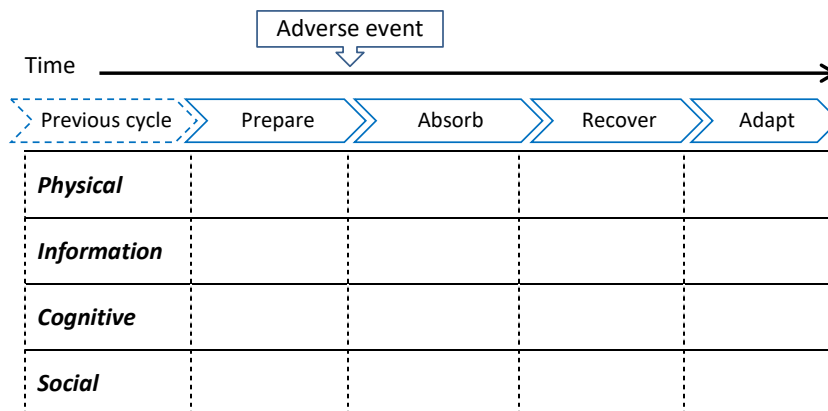 Adverse event
Time
Previous cycle Prepare Absorb Recover Adapt
Physical
Information
Cognitive
Social